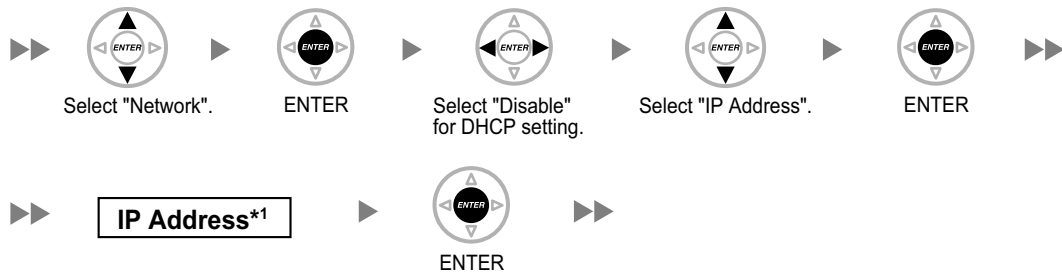 ENTER
ENTER
ENTER
ENTER
ENTER
Select "Network".
ENTER
Select "Disable"
for DHCP setting.
Select "IP Address".
ENTER
IP Address*1
ENTER
ENTER